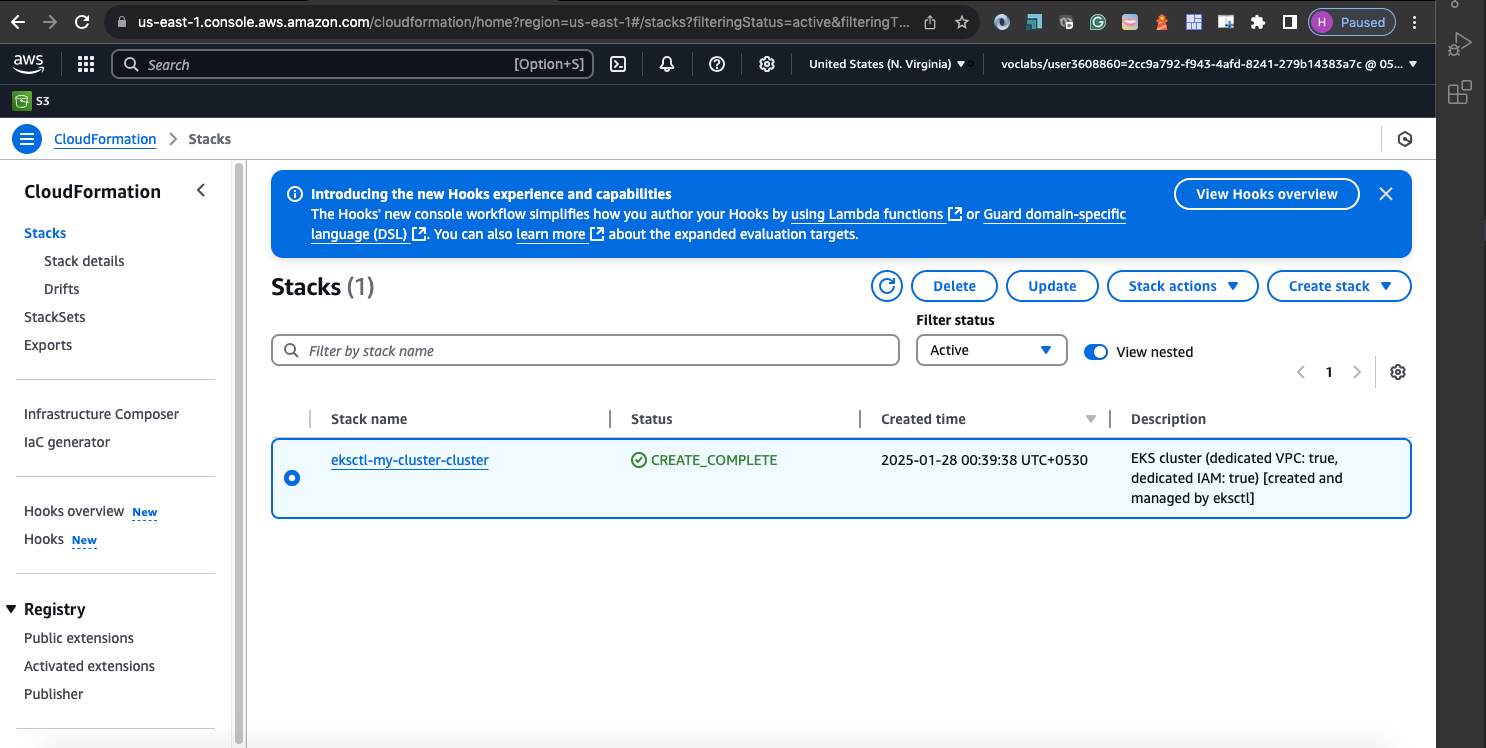 us-east-1.console.aws.amazon.com/cloudformation/home?region=us-east-1#/stacks?filteringStatus=active&filteringT...
H Paused
aws
Search [Option+S]
United States (N. Virginia)
voclabs/user3608860=2cc9a792-f943-4afd-8241-279b14383a7c @ 05...
S3
CloudFormation > Stacks
CloudFormation
Stacks
Stack details
Drifts
StackSets
Exports
Infrastructure Composer
IaC generator
Hooks overview New
Hooks New
Registry
Public extensions
Activated extensions
Publisher
Introducing the new Hooks experience and capabilities
The Hooks' new console workflow simplifies how you author your Hooks by using Lambda functions or Guard domain-specific
language (DSL). You can also learn more about the expanded evaluation targets.
View Hooks overview
Stacks (1)
Delete
Update
Stack actions
Create stack
Filter status
Filter by stack name
Active
View nested
1
Stack name Status Created time Description
eksctl-my-cluster-cluster CREATE_COMPLETE 2025-01-28 00:39:38 UTC+0530 EKS cluster (dedicated VPC: true,
dedicated IAM: true) [created and
managed by eksctl]